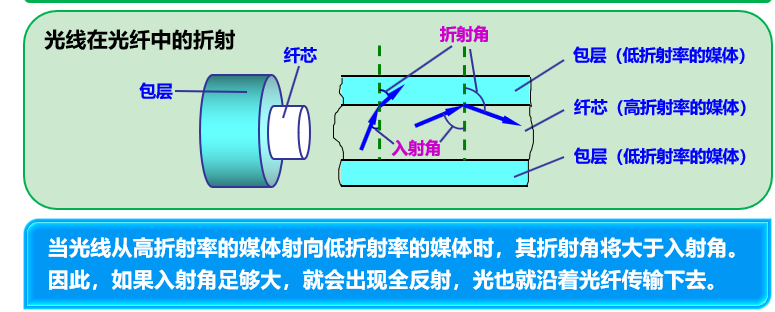 光线在光纤中的折射
折射角
纤芯
包层
包层（低折射率的媒体）
纤芯（高折射率的媒体）
入射角
包层（低折射率的媒体）
当光线从高折射率的媒体射向低折射率的媒体时，其折射角将大于入射角。
因此，如果入射角足够大，就会出现全反射，光也就沿着光纤传输下去。